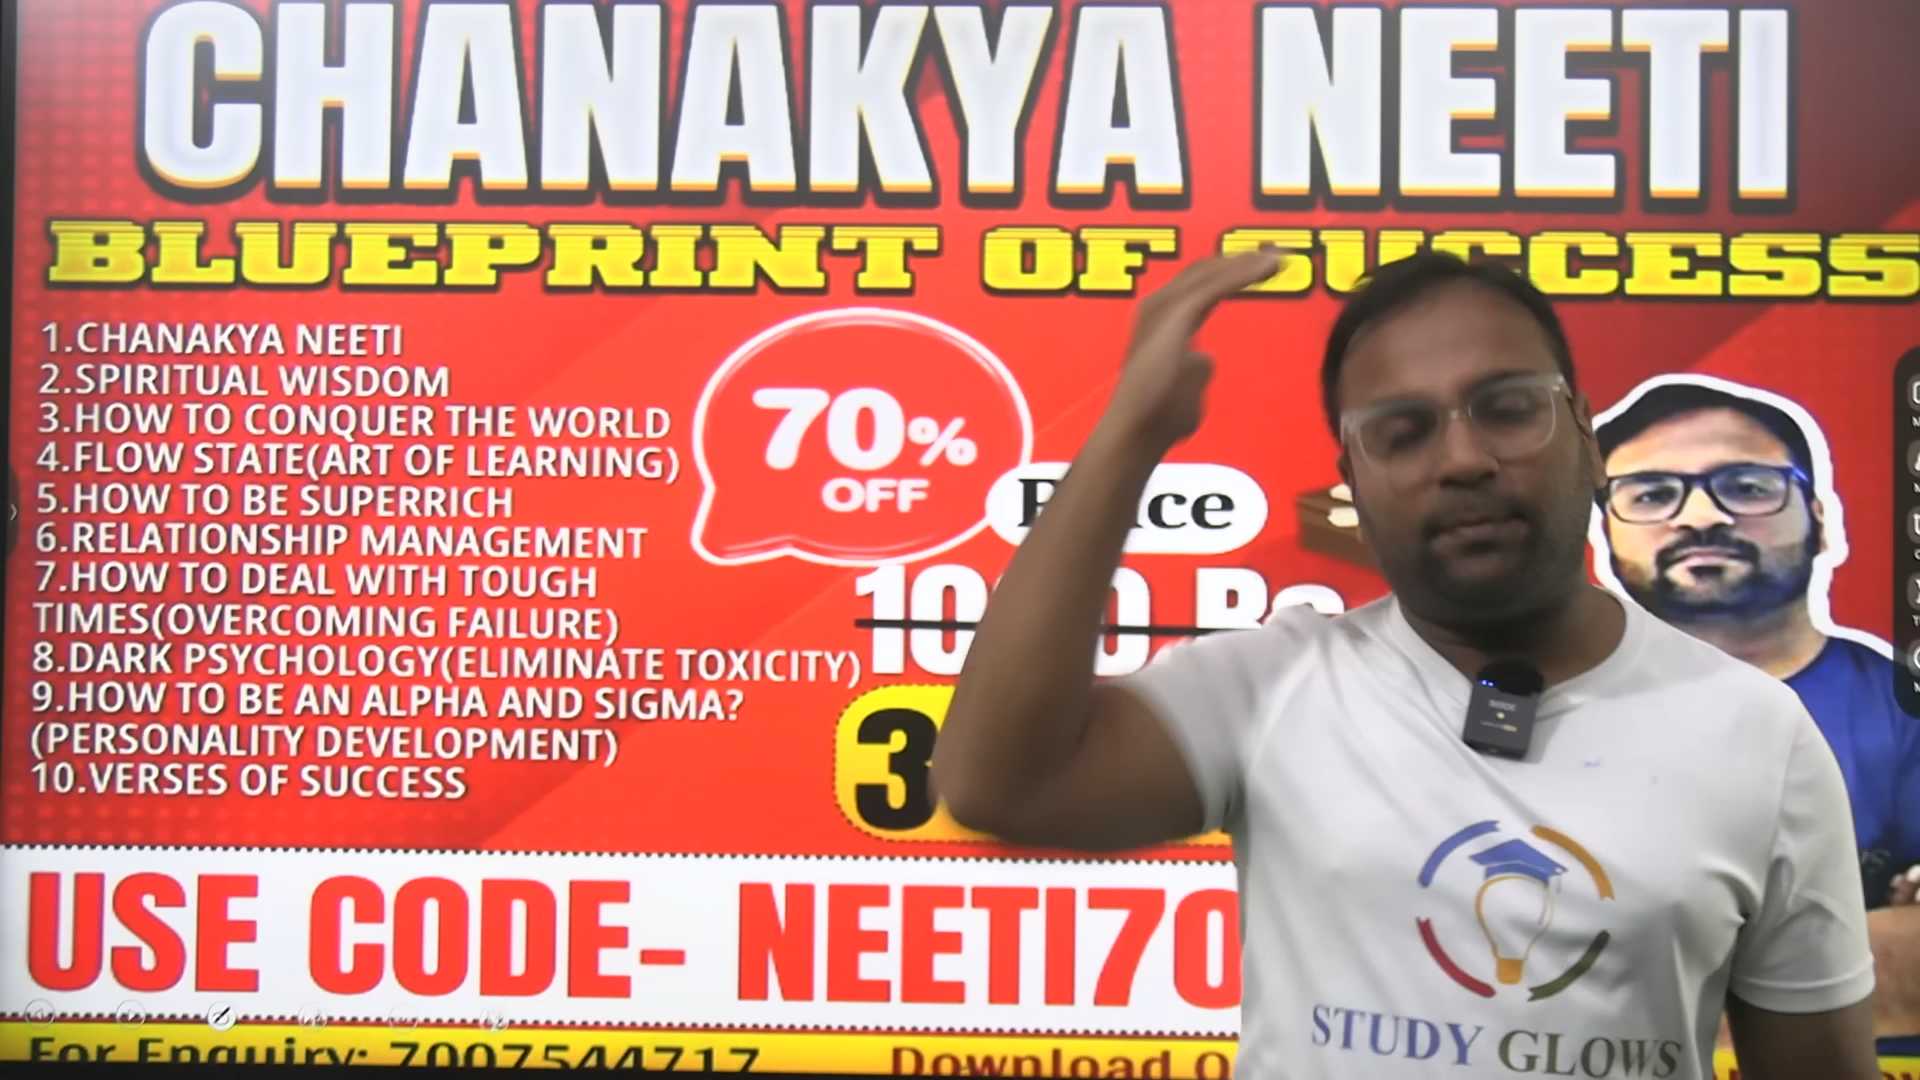 CHANAKYA NEETI
BLUEPRINT OF SUCCESS
1.CHANAKYA NEETI
2.SPIRITUAL WISDOM
3.HOW TO CONQUER THE WORLD
4.FLOW STATE(ART OF LEARNING)
5.HOW TO BE SUPERRICH
6.RELATIONSHIP MANAGEMENT
7.HOW TO DEAL WITH TOUGH
TIMES(OVERCOMING FAILURE)
8.DARK PSYCHOLOGY(ELIMINATE TOXICITY)
9.HOW TO BE AN ALPHA AND SIGMA?
(PERSONALITY DEVELOPMENT)
10.VERSES OF SUCCESS
70%
OFF
USE CODE- NEETI70
For Enquiry: 7007544717
Download
STUDY GLOWS